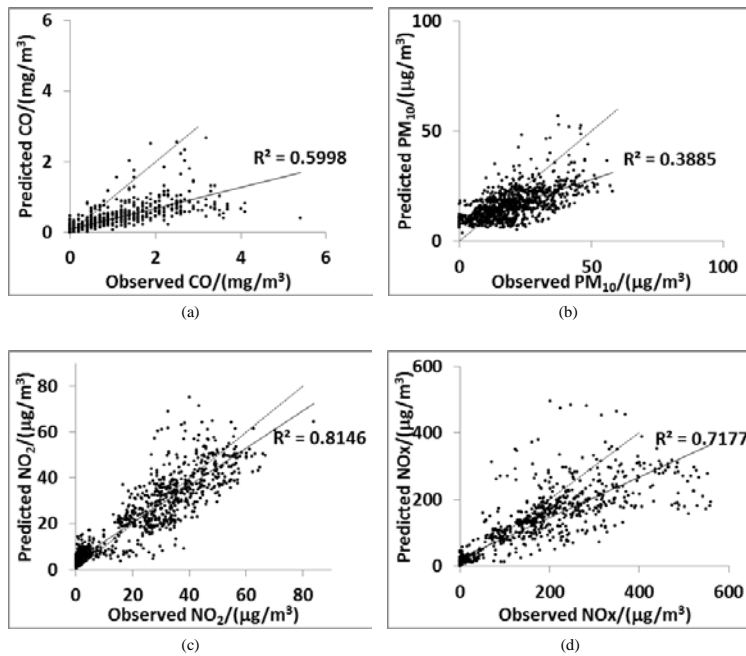 6
4
2
0
0
2
4
6
Predicted CO/(mg/m³)
Observed CO/(mg/m³)
R² = 0.5998
(a)
100
50
0
0
50
100
Predicted PM₁₀/(μg/m³)
Observed PM₁₀/(μg/m³)
R² = 0.3885
(b)
80
60
40
20
0
0
20
40
60
80
100
Predicted NO₂/(μg/m³)
Observed NO₂/(μg/m³)
R² = 0.8146
(c)
600
400
200
0
0
200
400
600
Predicted NOx/(μg/m³)
Observed NOx/(μg/m³)
R² = 0.7177
(d)